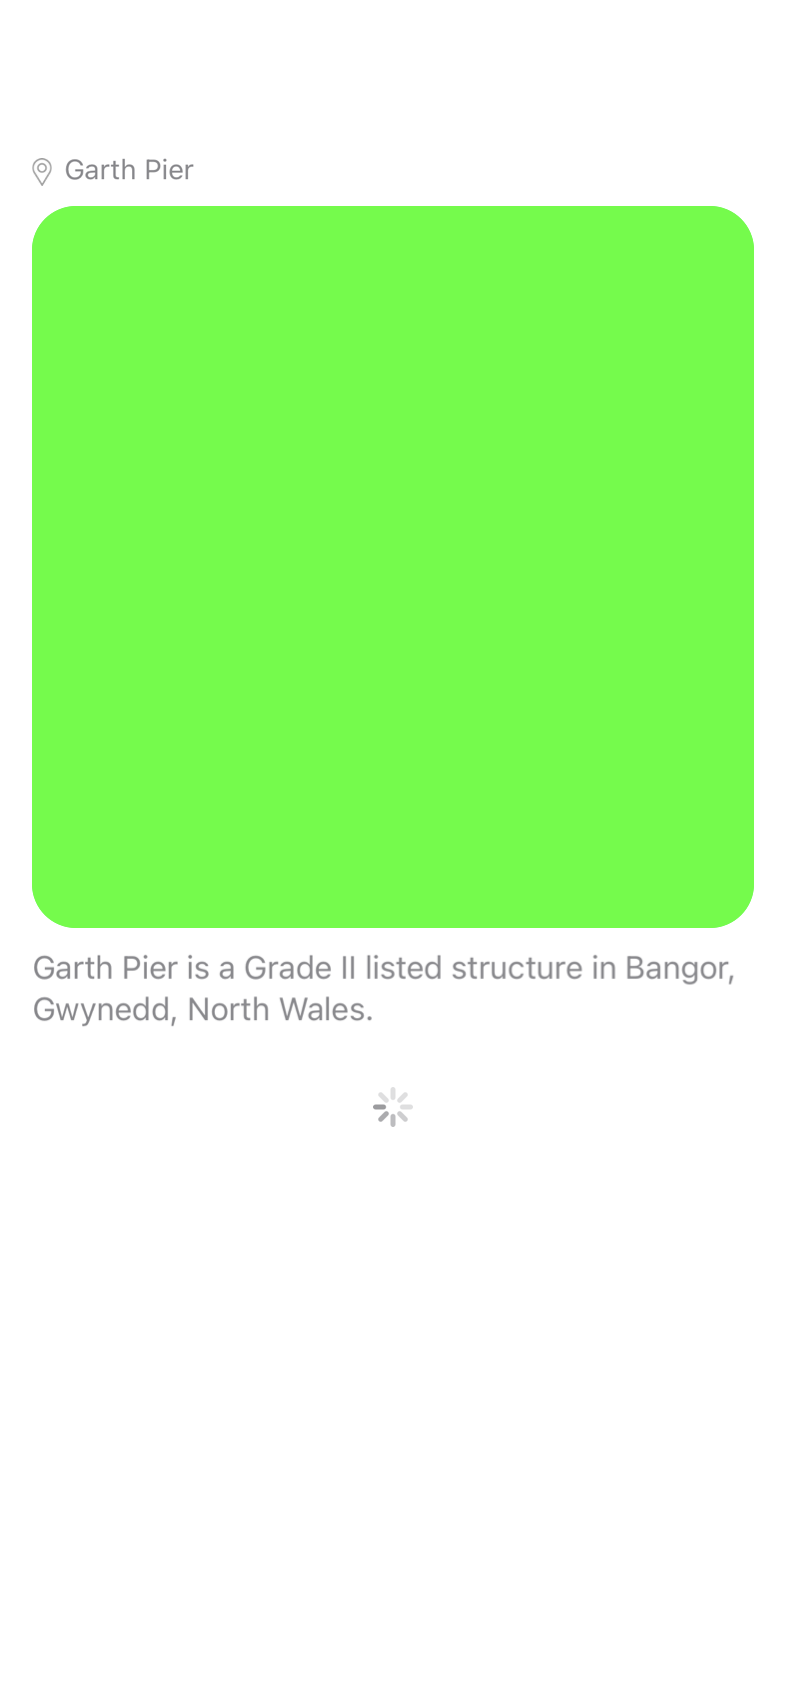 Garth Pier
Garth Pier is a Grade II listed structure in Bangor,
Gwynedd, North Wales.